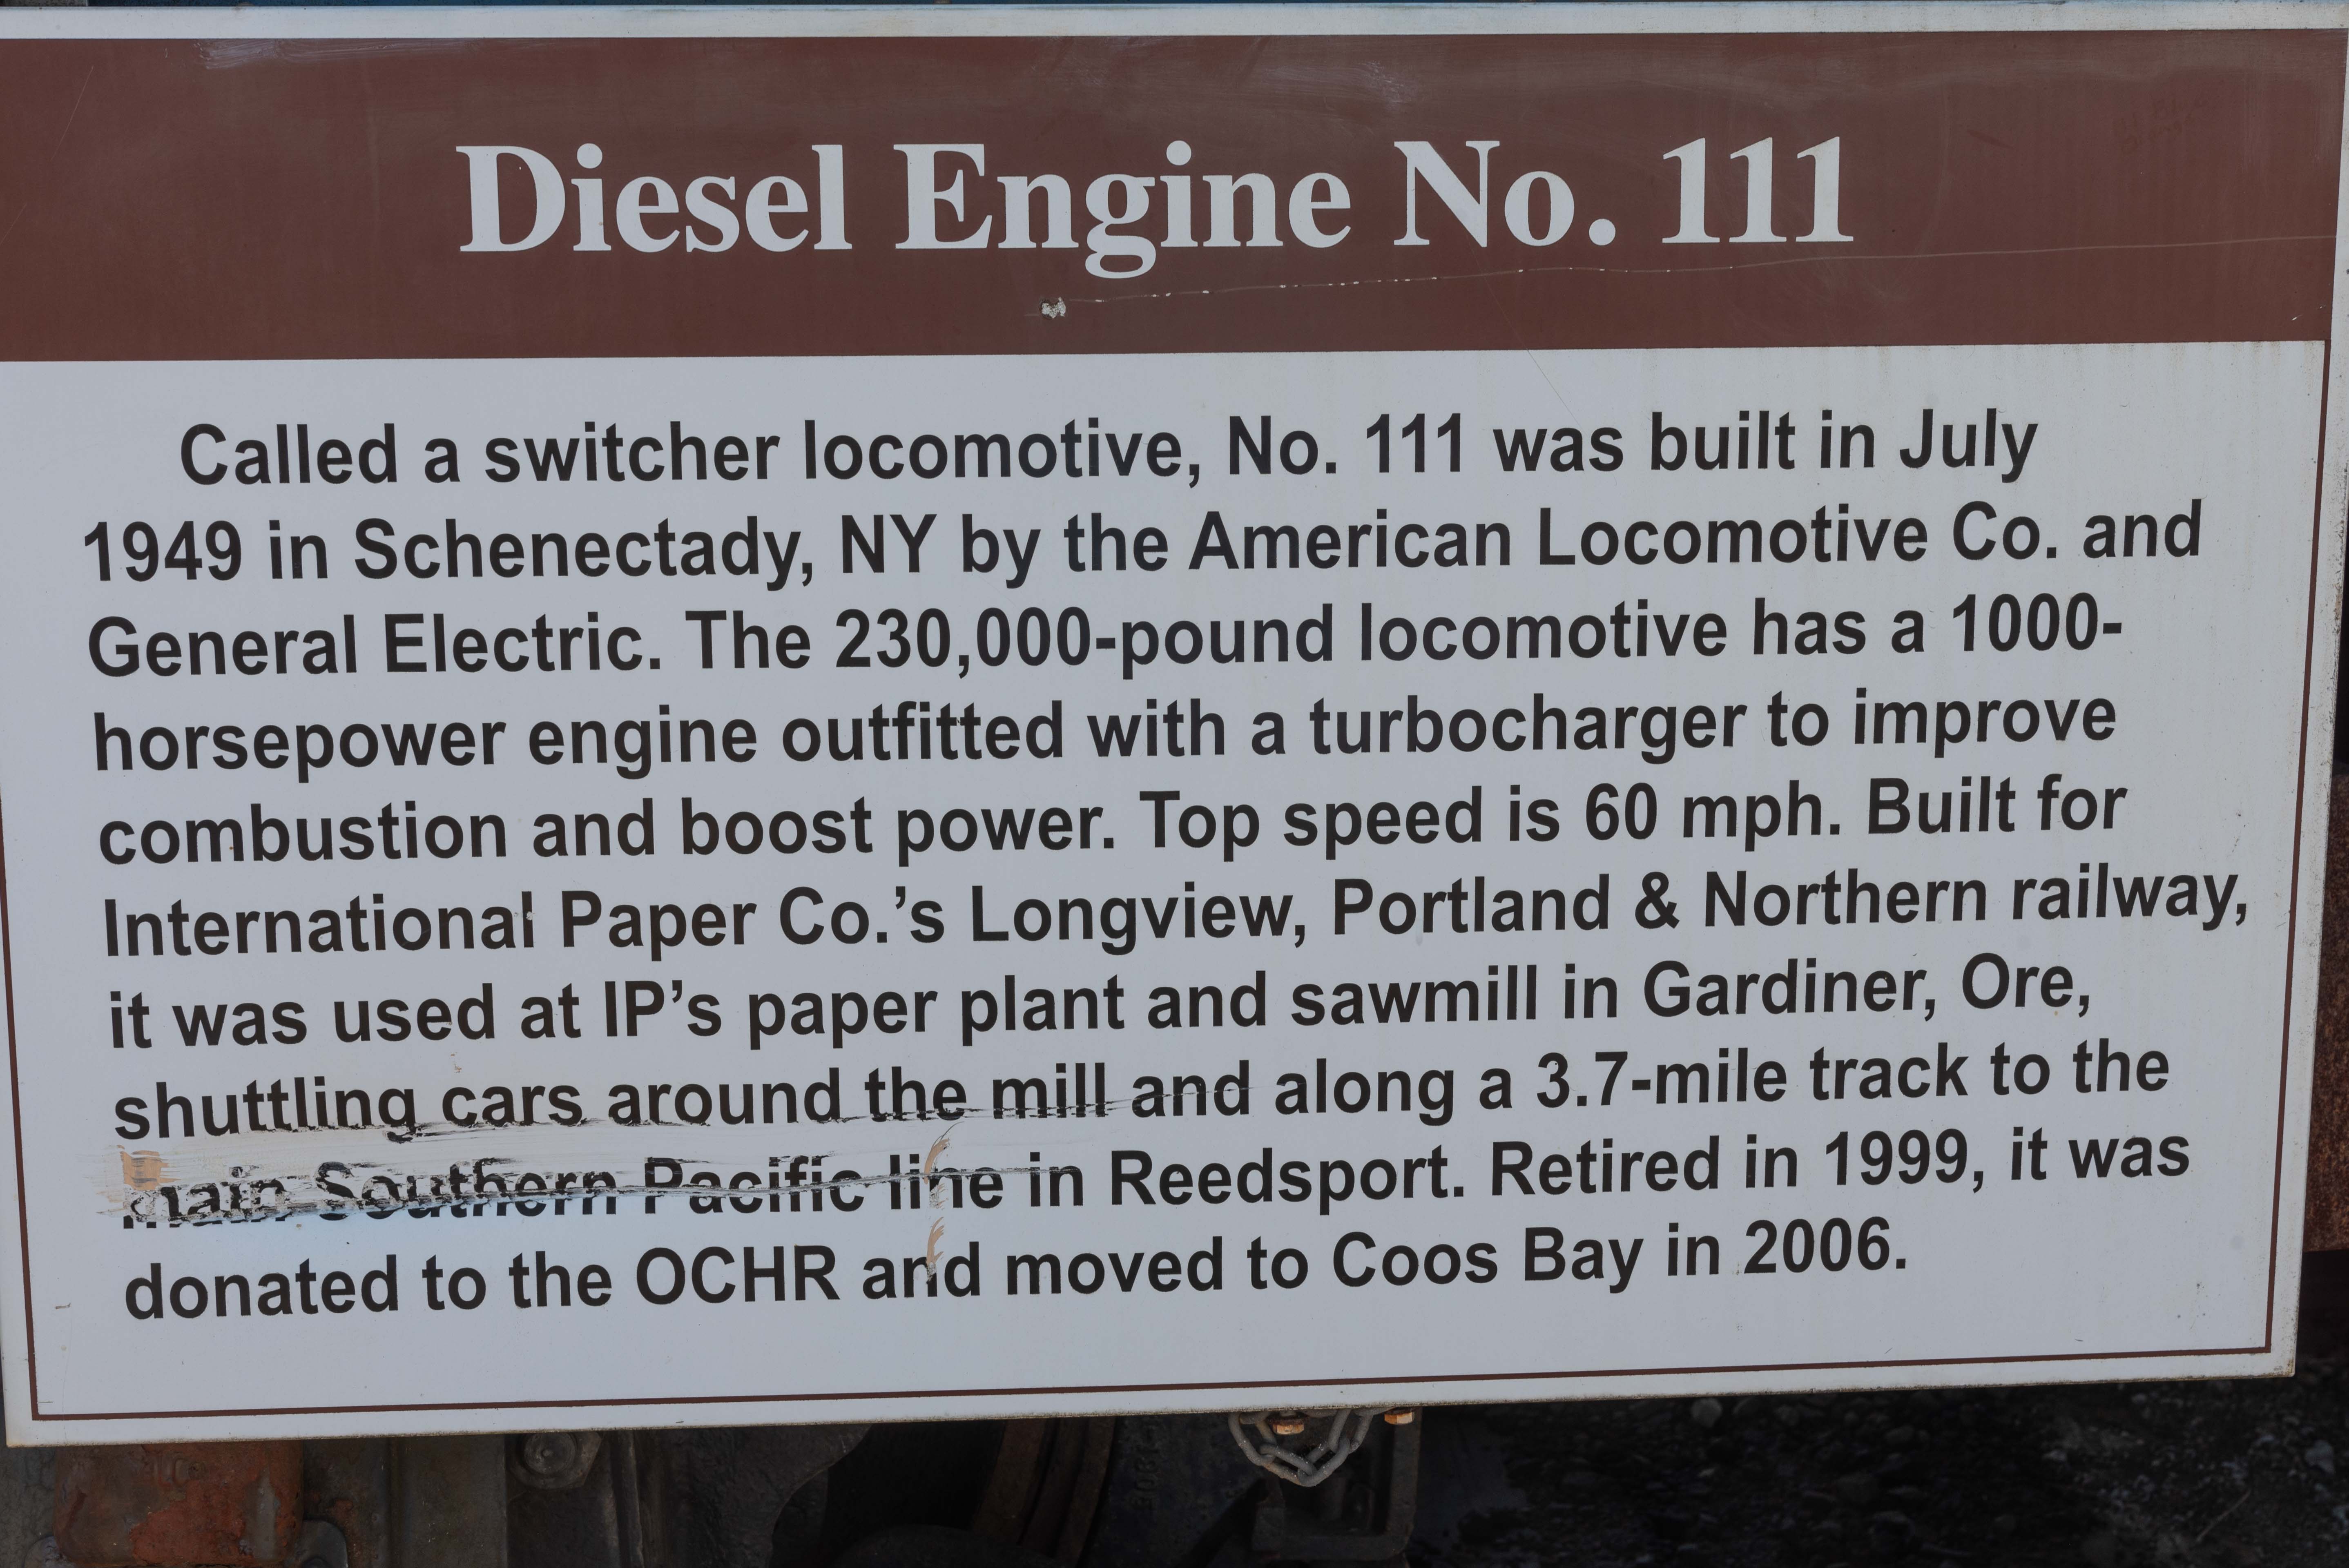 Diesel Engine No. 111
Called a switcher locomotive, No. 111 was built in July
1949 in Schenectady, NY by the American Locomotive Co. and
General Electric. The 230,000-pound locomotive has a 1000-
horsepower engine outfitted with a turbocharger to improve
combustion and boost power. Top speed is 60 mph. Built for
International Paper Co.’s Longview, Portland & Northern railway,
it was used at IP’s paper plant and sawmill in Gardiner, Ore,
shuttling cars around the mill and along a 3.7-mile track to the
main Southern Pacific line in Reedsport. Retired in 1999, it was
donated to the OCHR and moved to Coos Bay in 2006.